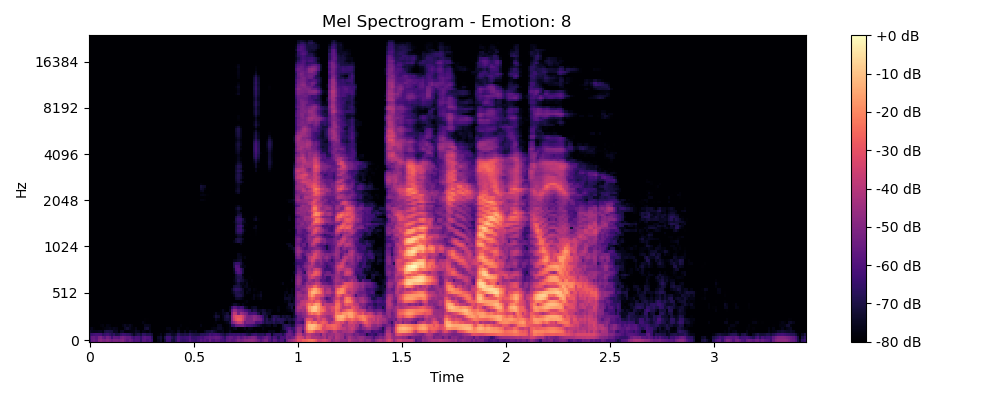 Mel Spectrogram - Emotion: 8
Hz
16384
8192
4096
2048
1024
512
0
0 0.5 1 1.5 2 2.5 3
Time
+0 dB
-10 dB
-20 dB
-30 dB
-40 dB
-50 dB
-60 dB
-70 dB
-80 dB